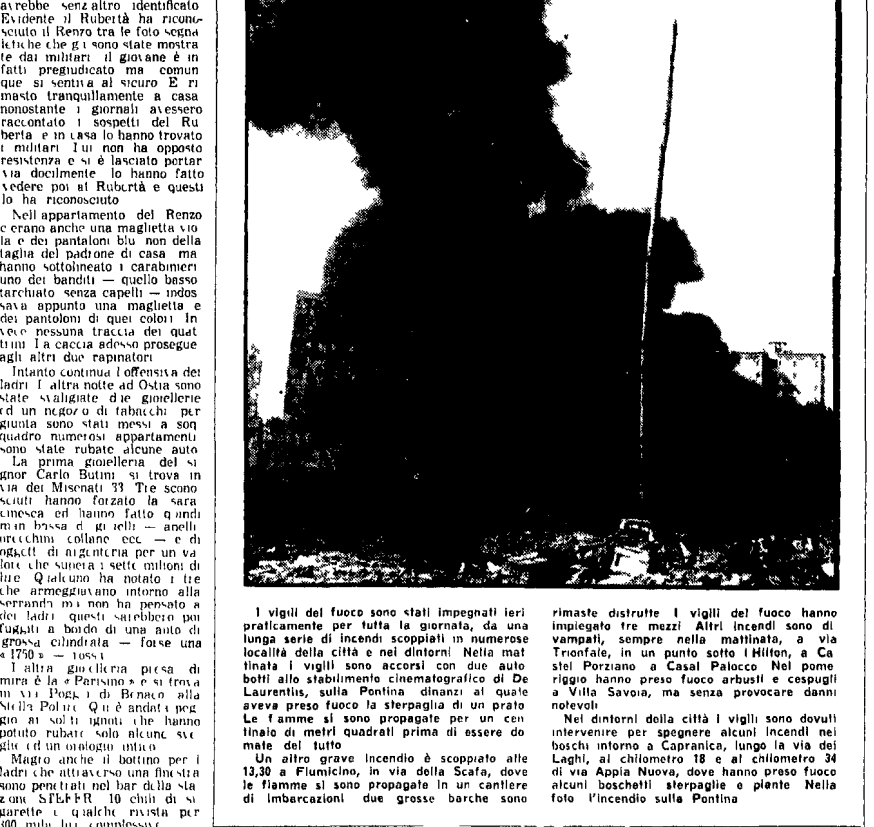 avrebbe senz altro identificato
Evidente il Rubertà ha ricono-
sciuto il Renzo tra le foto segna
letiche che gli sono state mostra
te dai militari il giovane è in
fatti pregiudicato ma comun
que si sentiva al sicuro E ri
masto tranquillamente a casa
nonostante i giornali avessero
raccontato i sospetti del Ru
berta e in casa lo hanno trovato
i militari Lui non ha opposto
resistenza e si è lasciato portar
via docilmente lo hanno fatto
vedere poi al Rubertà e questi
lo ha riconosciuto
Nell appartamento del Renzo
c erano anche una maglietta vio
la e dei pantaloni blu non della
taglia del padrone di casa ma
hanno sottolineato i carabinieri
uno dei banditi — quello basso
tarchiato senza capelli — indos
sava appunto una maglietta e
dei pantoloni di quei colori In
vece nessuna traccia dei quat
trini La caccia adesso prosegue
agli altri due rapinatori
Intanto continua l offensiva dei
ladri L altra notte ad Ostia sono
state svaligiate due gioiellerie
ed un negozo di tabacchi per
giunta sono stati messi a soq
quadro numerosi appartamenti
sono state rubate alcune auto
La prima gioielleria del si
gnor Carlo Butini si trova in
via dei Misenati 33 Tre scono
sciuti hanno forzato la sara
cinesca ed hanno fatto quindi
man bassa di gioielli — anelli
orecchini collane ecc — e di
oggetti di argenteria per un va
lore che supera i sette milioni di
lire Qualcuno ha notato i tre
che armeggiavano intorno alla
serranda ma non ha pensato a
dei ladri questi sarebbero poi
fuggiti a bordo di una auto di
grossa cilindrata — forse una
« 1750 » — rossa
L altra gioielleria presa di
mira è la « Parisino » e si trova
in via Poggi di Benaco alla
Stella Polare Qui è andata peg
gio ai soliti ignoti che hanno
potuto rubare solo alcune sve
glie ed un orologio antico
Magro anche il bottino per i
ladri che attraverso una finestra
sono penetrati nel bar della sta
zione STEFER 10 chili di si
garette e qualche rivista per
300 mila lire complessive
I vigili del fuoco sono stati impegnati ieri
praticamente per tutta la giornata, da una
lunga serie di incendi scoppiati in numerose
località della città e nei dintorni Nella mat
tinata i vigili sono accorsi con due auto
botti allo stabilimento cinematografico di De
Laurentiis, sulla Pontina dinanzi al quale
aveva preso fuoco la sterpaglia di un prato
Le fiamme si sono propagate per un cen
tinaio di metri quadrati prima di essere do
mate del tutto
Un altro grave incendio è scoppiato alle
13,30 a Fiumicino, in via della Scafa, dove
le fiamme si sono propagate in un cantiere
di imbarcazioni due grosse barche sono
rimaste distrutte I vigili del fuoco hanno
impiegato tre mezzi Altri incendi sono di
vampati, sempre nella mattinata, a via
Trionfale, in un punto sotto l Hilton, a Ca
stel Porziano a Casal Palocco Nel pome
riggio hanno preso fuoco arbusti e cespugli
a Villa Savoia, ma senza provocare danni
notevoli
Nei dintorni della città i vigili sono dovuti
intervenire per spegnere alcuni incendi nei
boschi intorno a Capranica, lungo la via dei
Laghi, al chilometro 18 e al chilometro 34
di via Appia Nuova, dove hanno preso fuoco
alcuni boschetti sterpaglie e piante Nella
foto l'incendio sulla Pontina